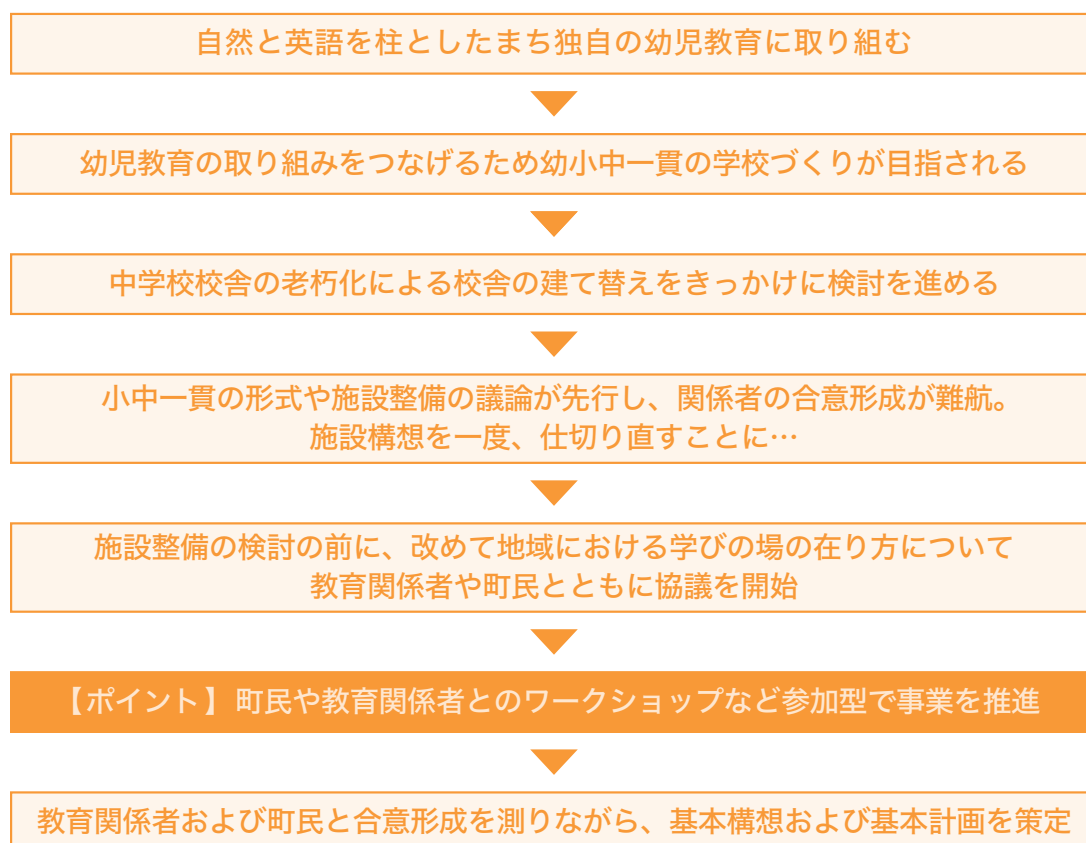 自然と英語を柱としたまち独自の幼児教育に取り組む
幼児教育の取り組みをつなげるため幼小中一貫の学校づくりが目指される
中学校校舎の老朽化による校舎の建て替えをきっかけに検討を進める
小中一貫の形式や施設整備の議論が先行し、関係者の合意形成が難航。
施設構想を一度、仕切り直すことに…
施設整備の検討の前に、改めて地域における学びの場の在り方について
教育関係者や町民とともに協議を開始
【ポイント】町民や教育関係者とのワークショップなど参加型で事業を推進
教育関係者および町民と合意形成を測りながら、基本構想および基本計画を策定